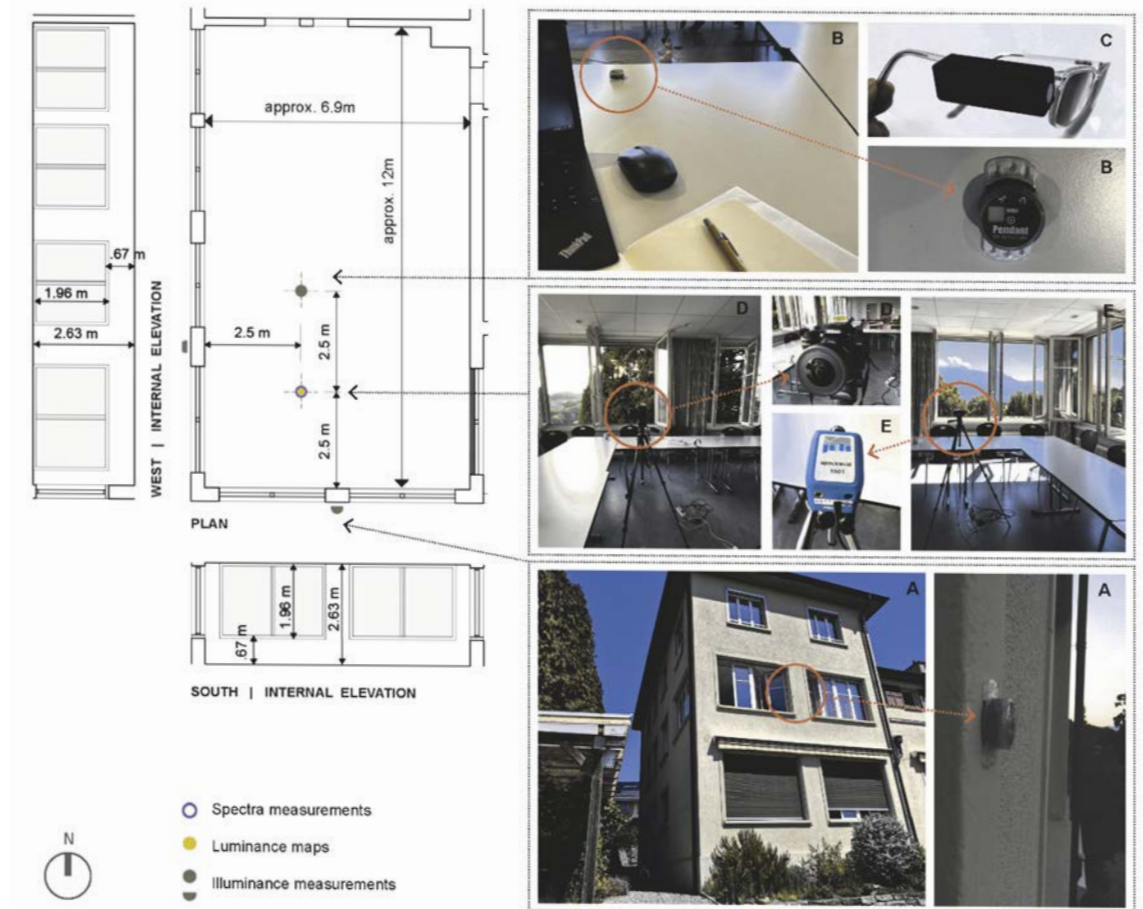 approx. 6.9m
approx. 12m
.67 m
1.96 m
2.63 m
2.5 m
2.5 m
2.5 m
WEST | INTERNAL ELEVATION
PLAN
1.96 m
2.63 m
.67 m
SOUTH | INTERNAL ELEVATION
N
Spectra measurements
Luminance maps
Illuminance measurements
B
ThinkPad
C
B
Pendant
D
D
E
E
A
A